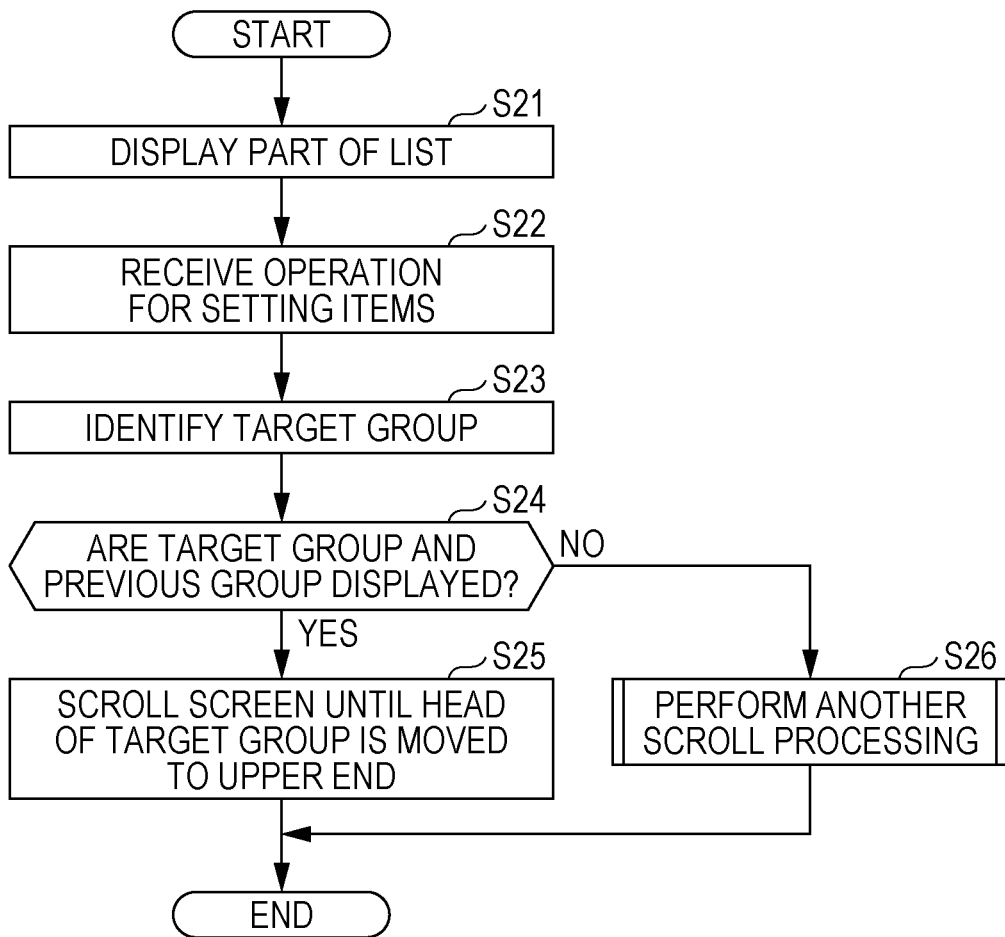 START
S21
DISPLAY PART OF LIST
S22
RECEIVE OPERATION
FOR SETTING ITEMS
S23
IDENTIFY TARGET GROUP
S24
ARE TARGET GROUP AND
PREVIOUS GROUP DISPLAYED?
NO
YES
S25
SCROLL SCREEN UNTIL HEAD
OF TARGET GROUP IS MOVED
TO UPPER END
S26
PERFORM ANOTHER
SCROLL PROCESSING
END